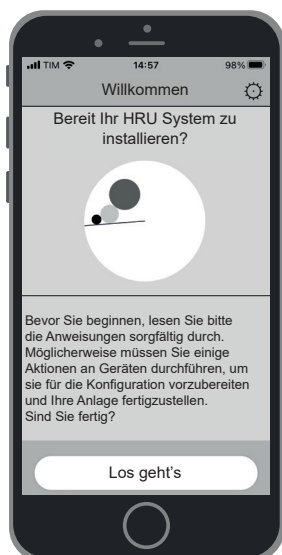 TIM 14:57 98%
Willkommen
Bereit Ihr HRU System zu
installieren?
Bevor Sie beginnen, lesen Sie bitte
die Anweisungen sorgfältig durch.
Möglicherweise müssen Sie einige
Aktionen an Geräten durchführen, um
sie für die Konfiguration vorzubereiten
und Ihre Anlage fertigzustellen.
Sind Sie fertig?
Los geht's